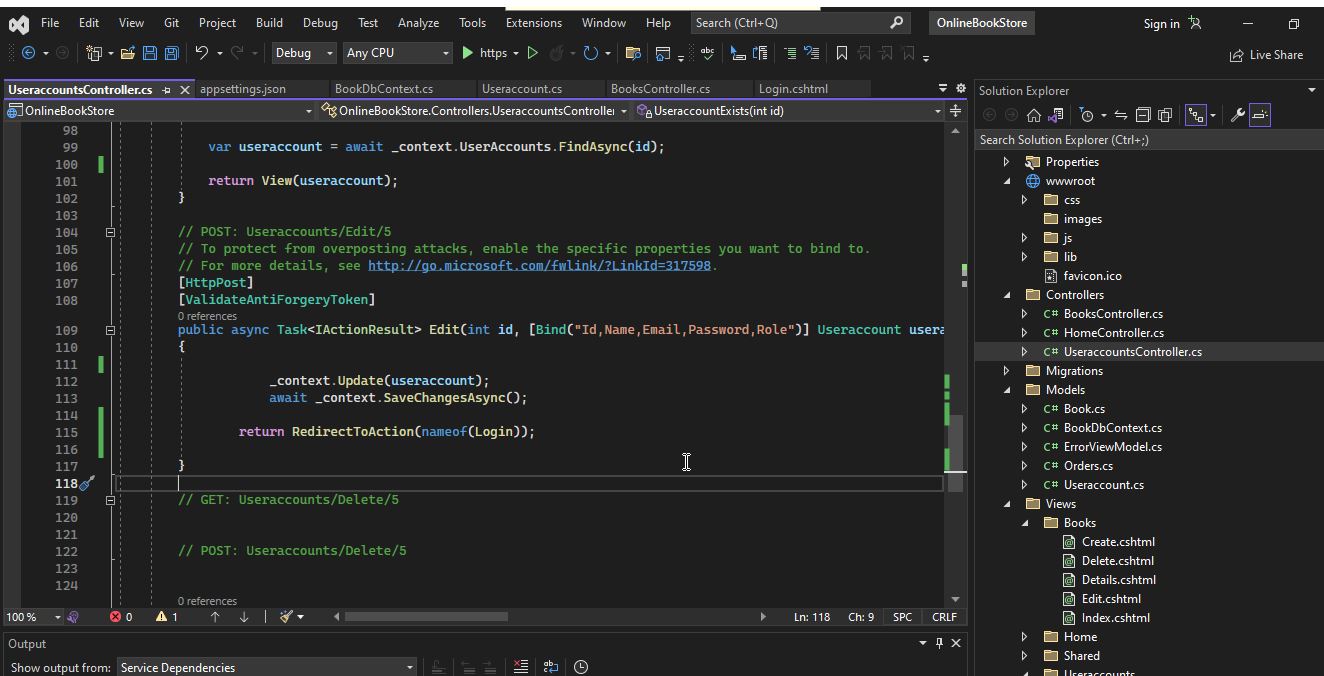 File Edit View Git Project Build Debug Test Analyze Tools Extensions Window Help Search (Ctrl+Q) OnlineBookStore Sign in
Debug Any CPU https Live Share
UseraccountsController.cs appsettings.json BookDbContext.cs Useraccount.cs BooksController.cs Login.cshtml
OnlineBookStore OnlineBookStore.Controllers.UseraccountsController UseraccountExists(int id)
98
99 var useraccount = await _context.UserAccounts.FindAsync(id);
100
101 return View(useraccount);
102 }
103
104 // POST: Useraccounts/Edit/5
105 // To protect from overposting attacks, enable the specific properties you want to bind to.
106 // For more details, see http://go.microsoft.com/fwlink/?LinkId=317598.
107 [HttpPost]
108 [ValidateAntiForgeryToken]
0 references
109 public async Task<IActionResult> Edit(int id, [Bind("Id,Name,Email,Password,Role")] Useraccount usera
110 {
111
112 _context.Update(useraccount);
113 await _context.SaveChangesAsync();
114
115 return RedirectToAction(nameof(Login));
116
117 }
118
119 // GET: Useraccounts/Delete/5
120
121
122 // POST: Useraccounts/Delete/5
123
124
0 references
100 % 0 1 Ln: 118 Ch: 9 SPC CRLF
Output
Show output from: Service Dependencies
Solution Explorer
Search Solution Explorer (Ctrl+;)
Properties
wwwroot
css
images
js
lib
favicon.ico
Controllers
C# BooksController.cs
C# HomeController.cs
C# UseraccountsController.cs
Migrations
Models
C# Book.cs
C# BookDbContext.cs
C# ErrorViewModel.cs
C# Orders.cs
C# Useraccount.cs
Views
Books
Create.cshtml
Delete.cshtml
Details.cshtml
Edit.cshtml
Index.cshtml
Home
Shared
Useraccounts